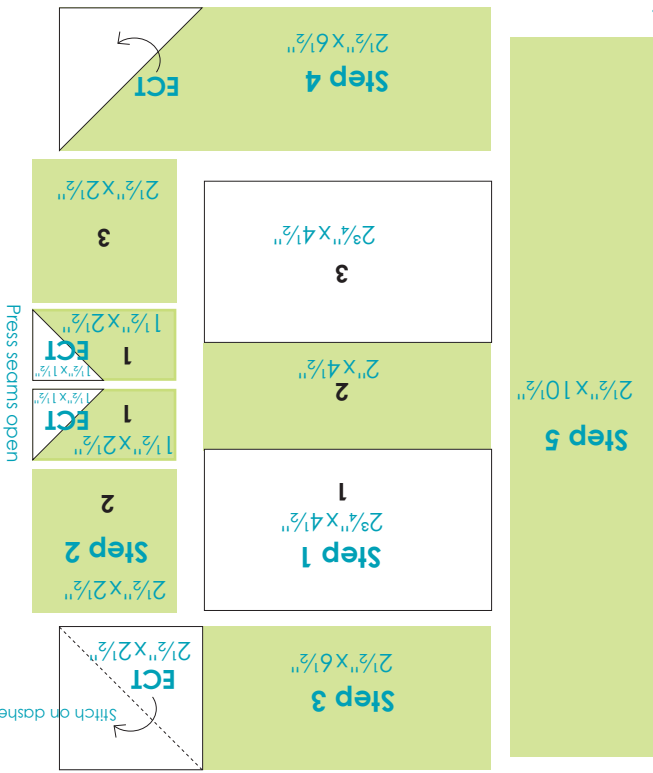 Stitch on dashe
Step 3
2½"x6½"
ECT
2½"x2½"
Step 5
2½"x10½"
Step 1
2¾"x4½"
1
2
2"x4½"
3
2¾"x4½"
2½"x2½"
Step 2
2
1½"x2½"
1
ECT
1½"x1½"
1½"x1½"
ECT
1
1½"x2½"
Press seams open
3
2½"x2½"
Step 4
2½"x6½"
ECT